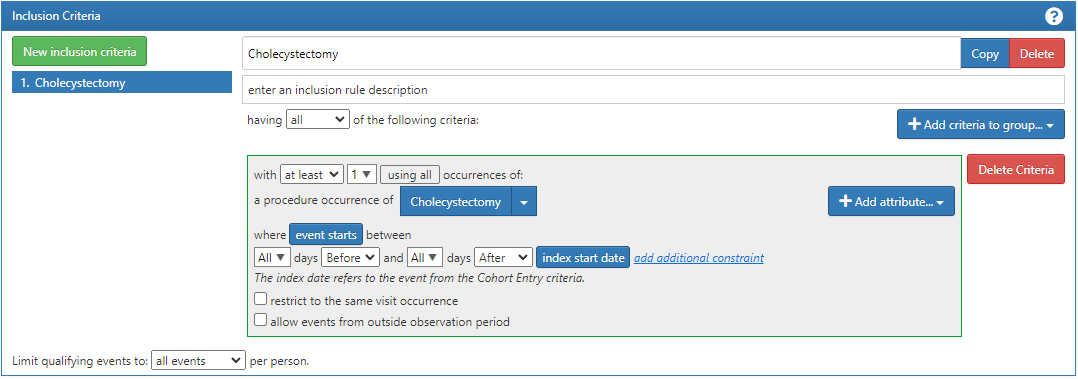 Inclusion Criteria ?
New inclusion criteria
1. Cholecystectomy
Cholecystectomy Copy Delete
enter an inclusion rule description
having all of the following criteria: + Add criteria to group...
Delete Criteria
with at least 1 using all occurrences of:
a procedure occurrence of Cholecystectomy + Add attribute...
where event starts between
All days Before and All days After index start date add additional constraint
The index date refers to the event from the Cohort Entry criteria.
restrict to the same visit occurrence
allow events from outside observation period
Limit qualifying events to: all events per person.